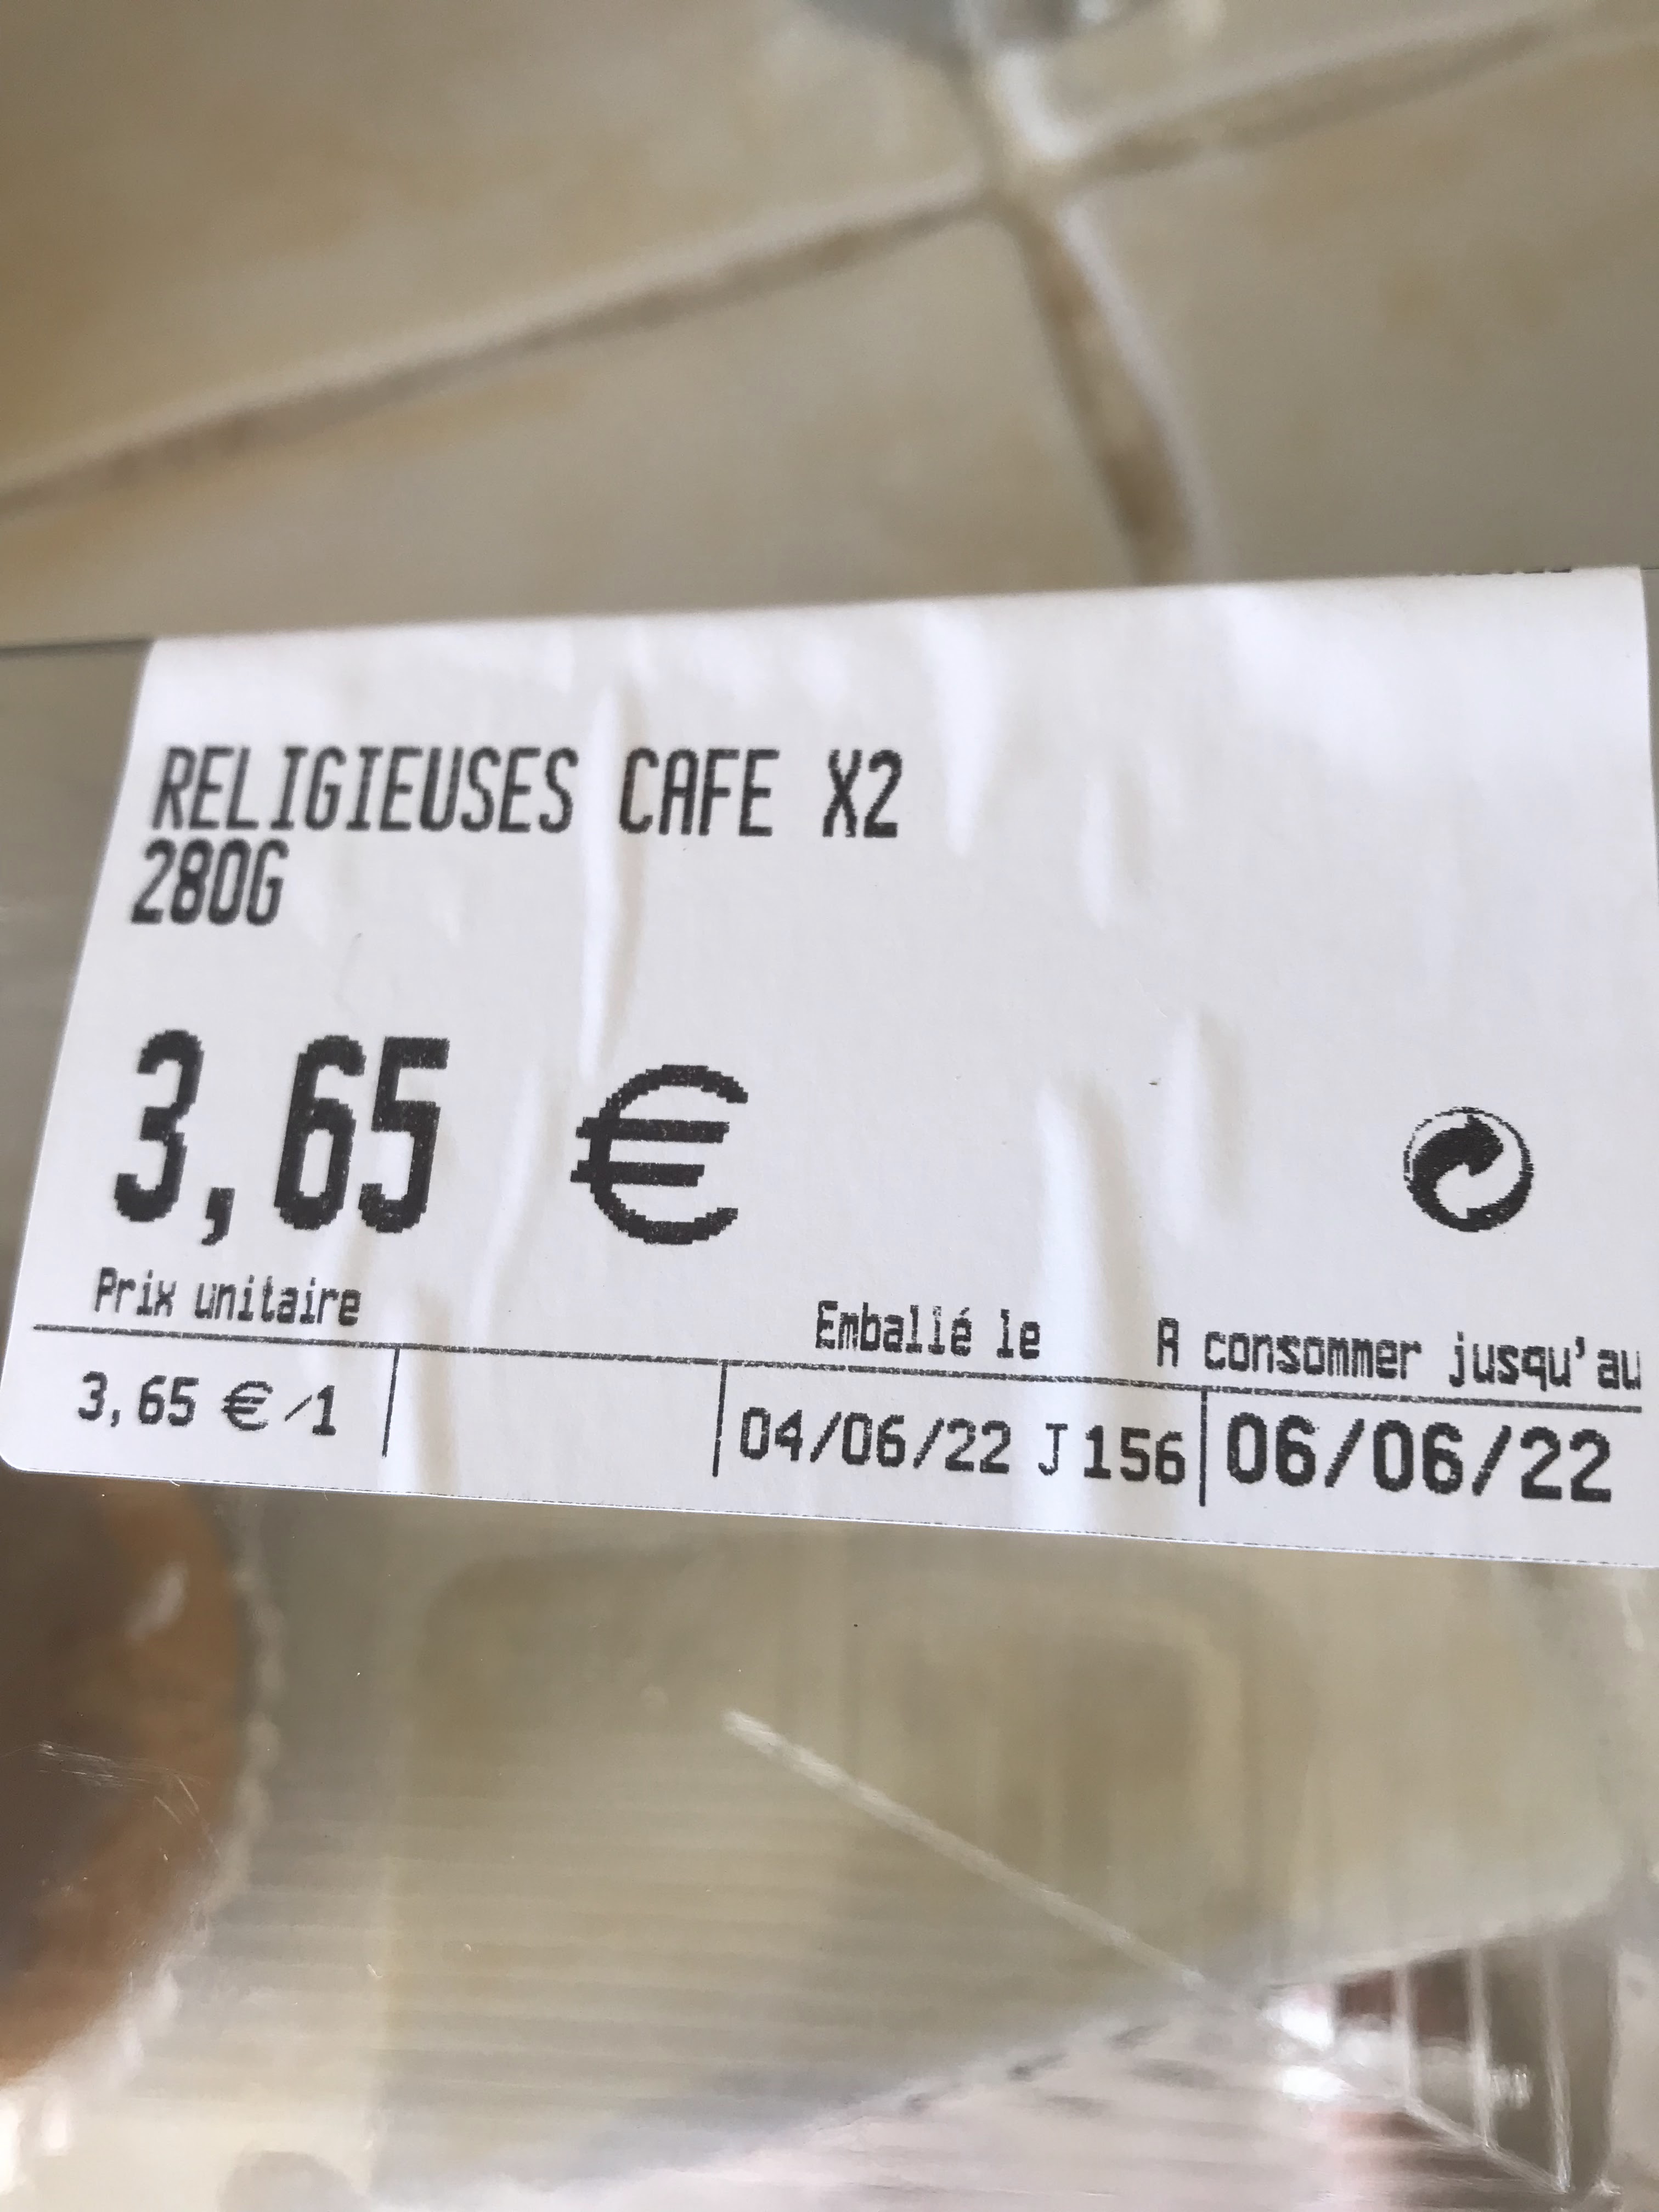 RELIGIEUSES CAFE X2
280G
3,65 €
Prix unitaire
Emballé le
A consommer jusqu'au
3,65 €/1
04/06/22 J156
06/06/22